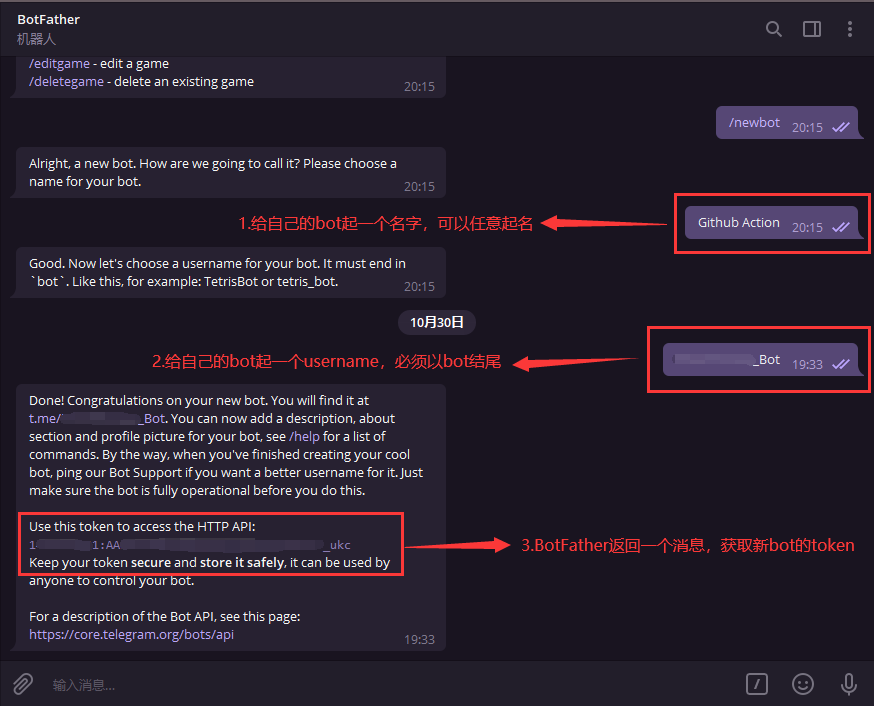 BotFather
机器人
/editgame - edit a game
/deletegame - delete an existing game
20:15
/newbot 20:15
Alright, a new bot. How are we going to call it? Please choose a
name for your bot.
20:15
1.给自己的bot起一个名字，可以任意起名
Github Action 20:15
Good. Now let's choose a username for your bot. It must end in
`bot`. Like this, for example: TetrisBot or tetris_bot.
20:15
10月30日
2.给自己的bot起一个username，必须以bot结尾
_Bot 19:33
Done! Congratulations on your new bot. You will find it at
t.me/ _Bot. You can now add a description, about
section and profile picture for your bot, see /help for a list of
commands. By the way, when you've finished creating your cool
bot, ping our Bot Support if you want a better username for it. Just
make sure the bot is fully operational before you do this.
Use this token to access the HTTP API:
1 1:AA _ukc
3.BotFather返回一个消息，获取新bot的token
Keep your token secure and store it safely, it can be used by
anyone to control your bot.
For a description of the Bot API, see this page:
https://core.telegram.org/bots/api
19:33
输入消息...